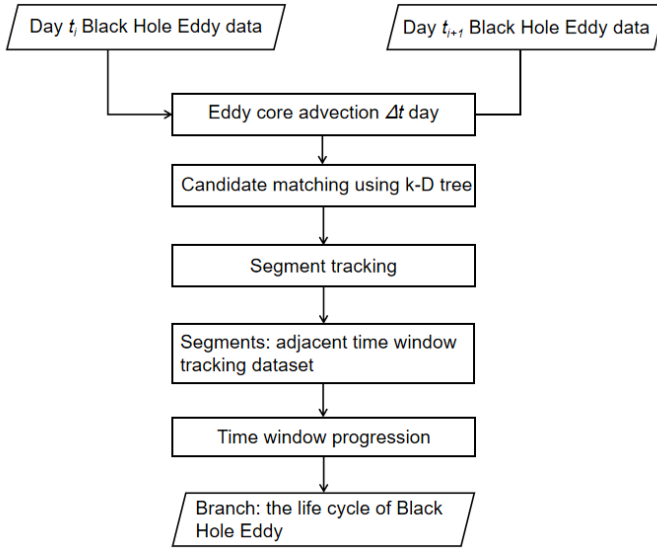 Day tᵢ Black Hole Eddy data
Day tᵢ₊₁ Black Hole Eddy data
Eddy core advection Δt day
Candidate matching using k-D tree
Segment tracking
Segments: adjacent time window
tracking dataset
Time window progression
Branch: the life cycle of Black
Hole Eddy